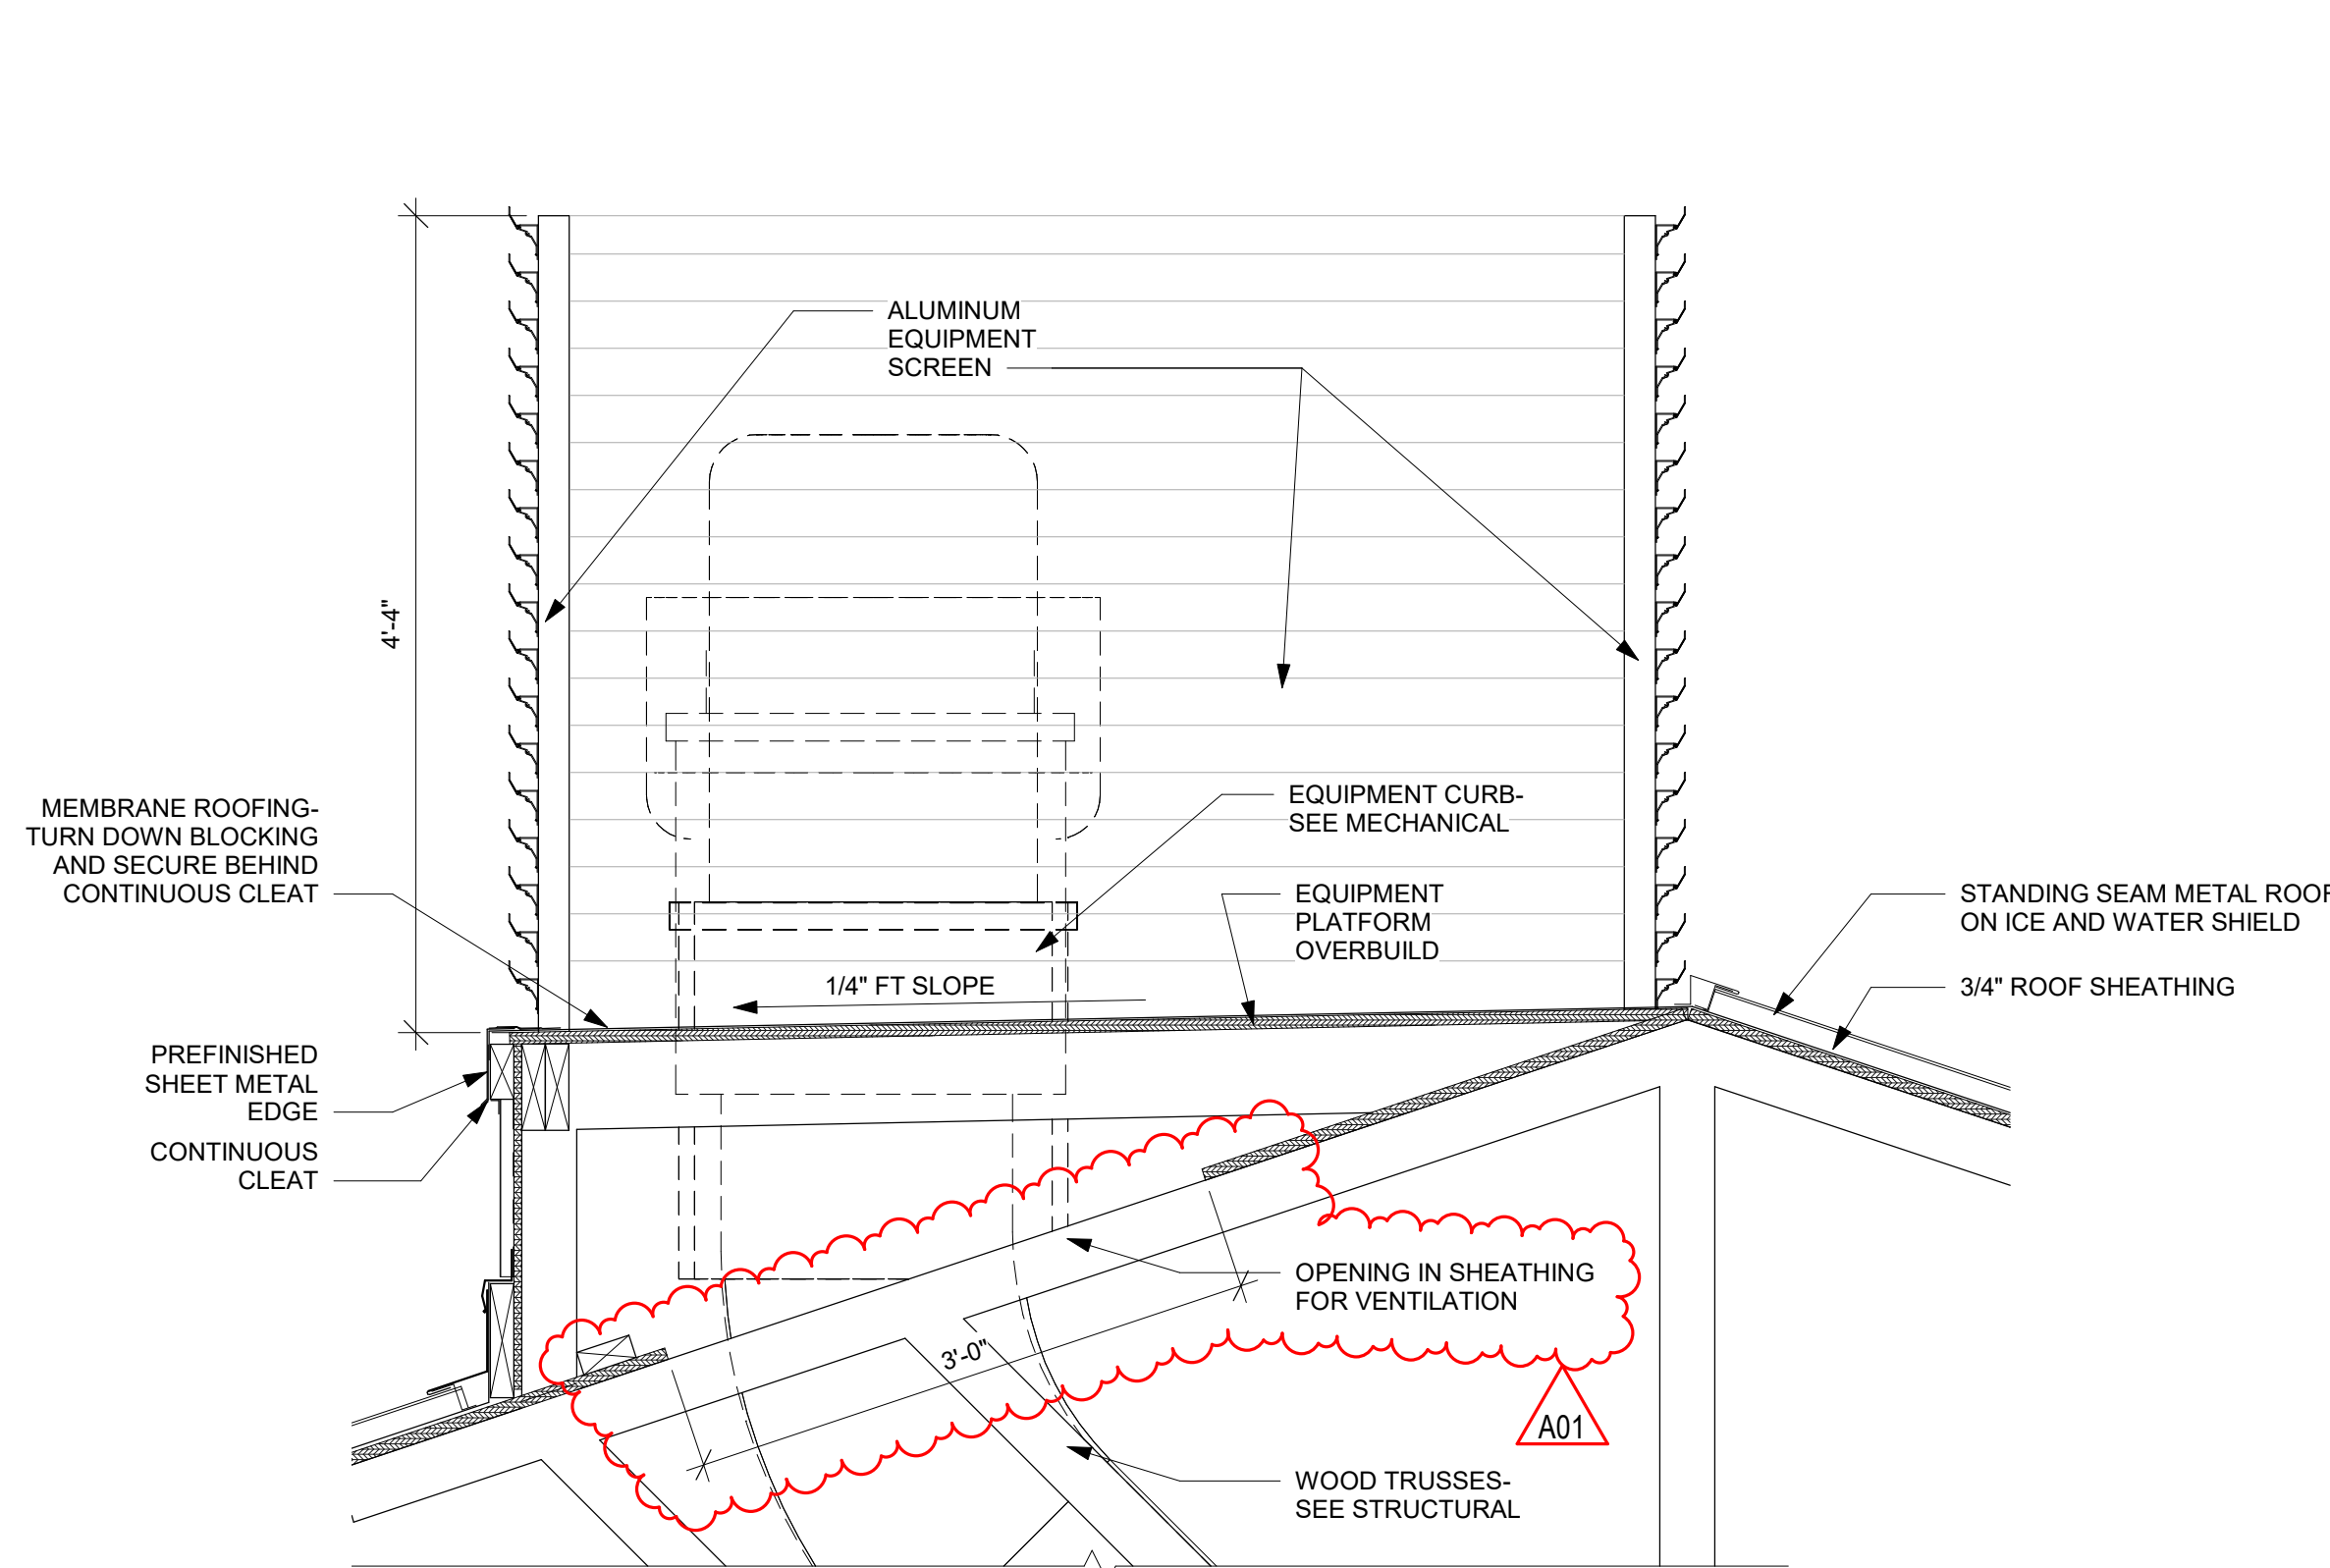 ALUMINUM
EQUIPMENT
SCREEN
4'-4"
MEMBRANE ROOFING-
TURN DOWN BLOCKING
AND SECURE BEHIND
CONTINUOUS CLEAT
EQUIPMENT CURB-
SEE MECHANICAL
EQUIPMENT
PLATFORM
OVERBUILD
STANDING SEAM METAL ROOF
ON ICE AND WATER SHIELD
1/4" FT SLOPE
3/4" ROOF SHEATHING
PREFINISHED
SHEET METAL
EDGE
CONTINUOUS
CLEAT
OPENING IN SHEATHING
FOR VENTILATION
3'-0"
A01
WOOD TRUSSES-
SEE STRUCTURAL